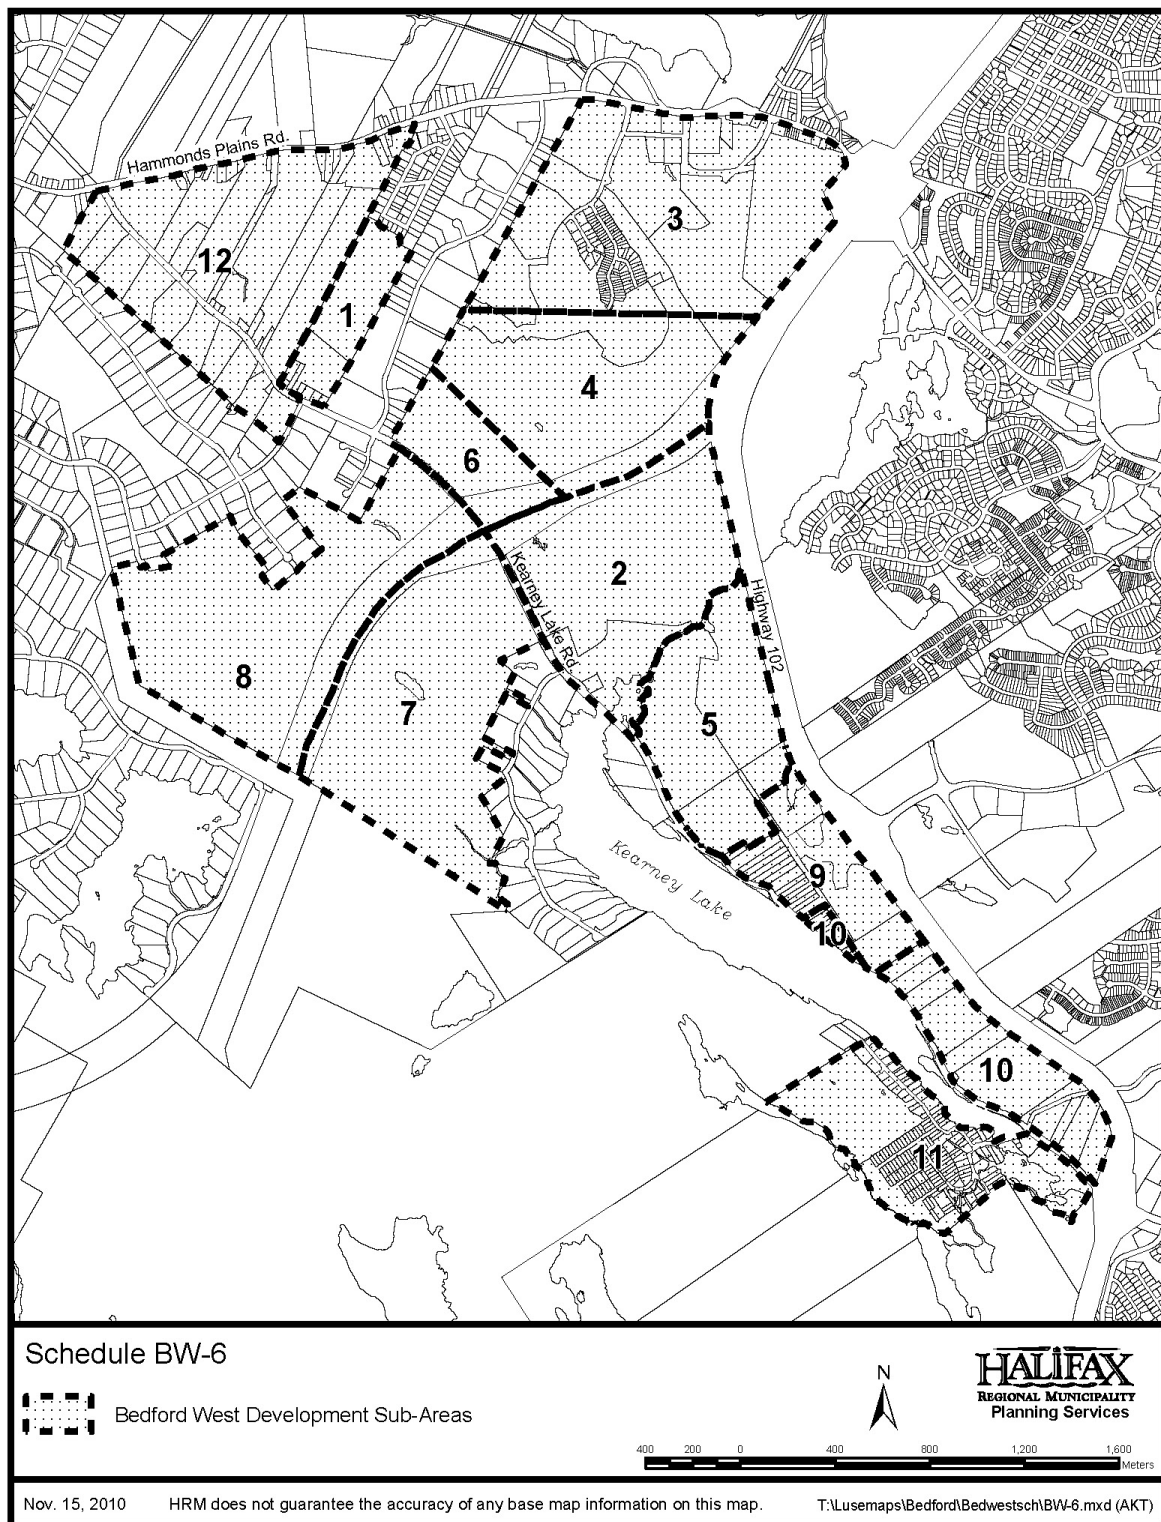 Hammonds Plains Rd.
3
12
1
4
6
2
Kearney Lake Rd.
Highway 102
8
7
5
Kearney Lake
9
10
10
11
Schedule BW-6
Bedford West Development Sub-Areas
N
HALIFAX
REGIONAL MUNICIPALITY
Planning Services
400 200 0 400 800 1,200 1,600
Meters
Nov. 15, 2010 HRM does not guarantee the accuracy of any base map information on this map. T:\Lusemaps\Bedford\Bedwestsch\BW-6.mxd (AKT)